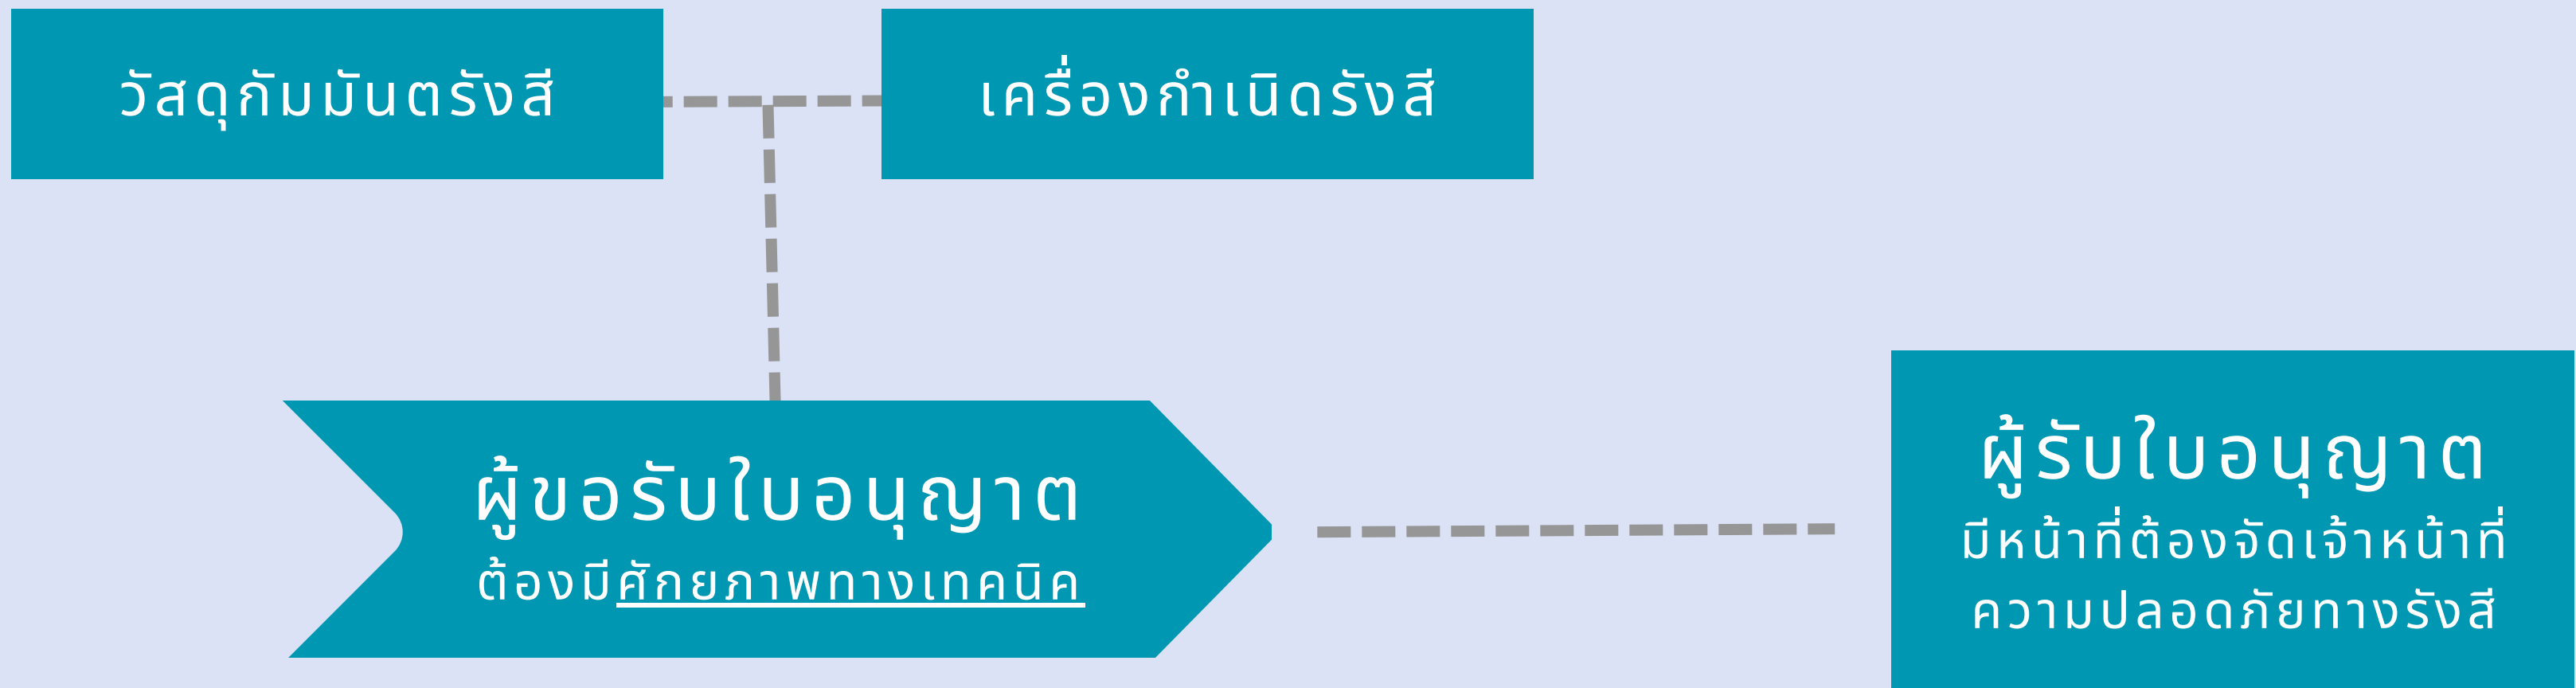 วัสดุกัมมันตรังสี
เครื่องกำเนิดรังสี
ผู้ขอรับใบอนุญาต
ต้องมีศักยภาพทางเทคนิค
ผู้รับใบอนุญาต
มีหน้าที่ต้องจัดเจ้าหน้าที่
ความปลอดภัยทางรังสี